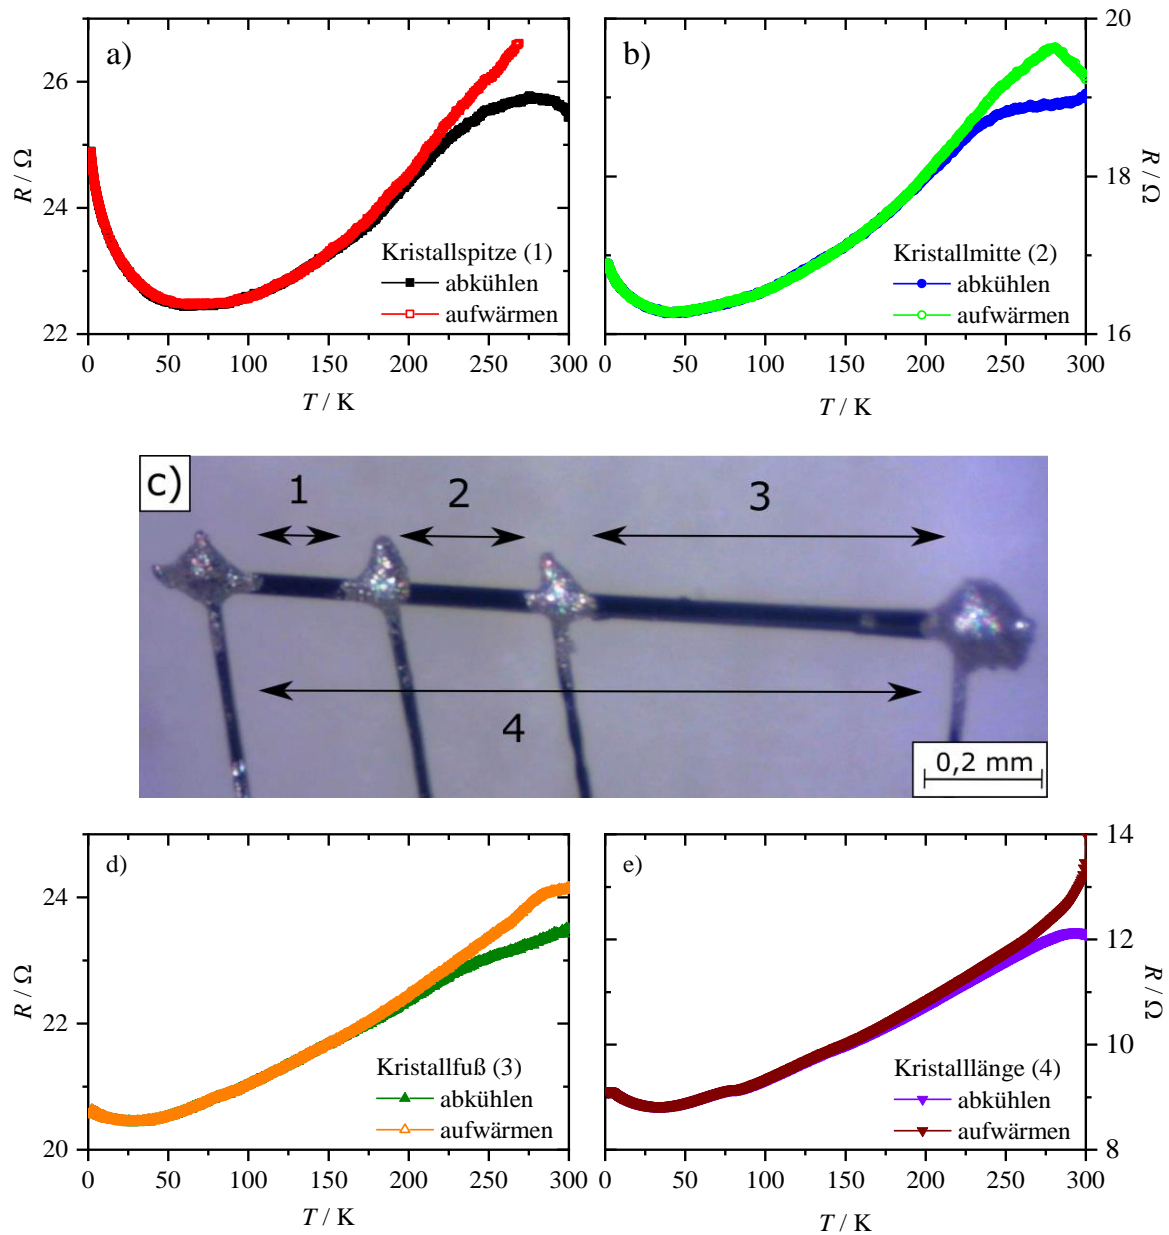 a)
R / Ω
26
24
22
Kristallspitze (1)
abkühlen
aufwärmen
0 50 100 150 200 250 300
T / K
b)
20
18
16
R / Ω
Kristallmitte (2)
abkühlen
aufwärmen
0 50 100 150 200 250 300
T / K
c)
1 2 3
4
0,2 mm
d)
R / Ω
24
22
20
Kristallfuß (3)
abkühlen
aufwärmen
0 50 100 150 200 250 300
T / K
e)
14
12
10
8
R / Ω
Kristalllänge (4)
abkühlen
aufwärmen
0 50 100 150 200 250 300
T / K